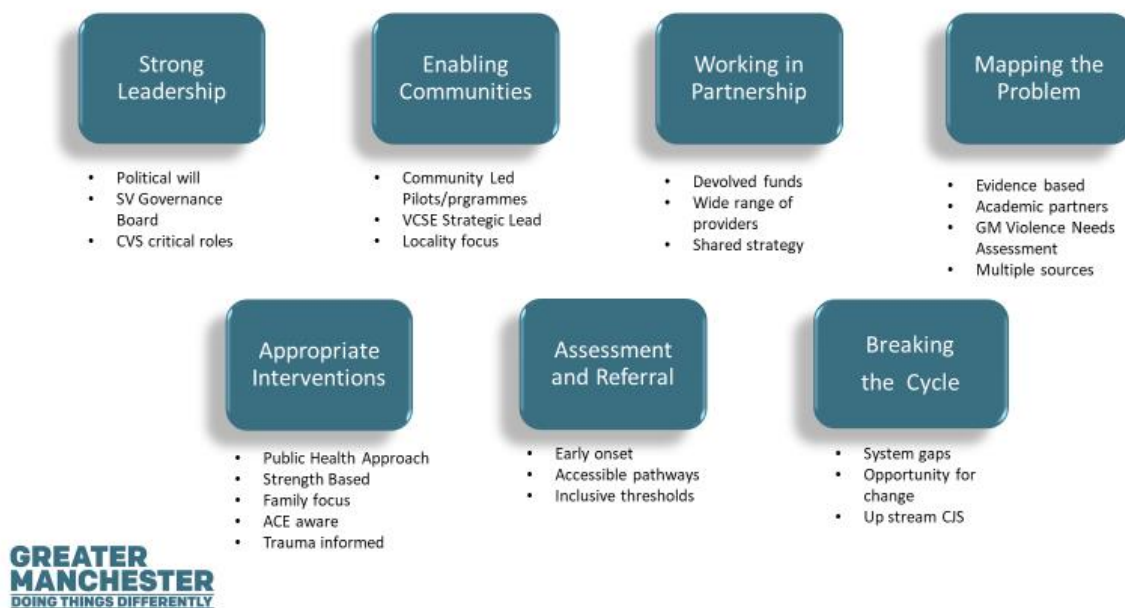 Strong
Leadership
• Political will
• SV Governance
Board
• CVS critical roles
Enabling
Communities
• Community Led
Pilots/prgrammes
• VCSE Strategic Lead
• Locality focus
Working in
Partnership
• Devolved funds
• Wide range of
providers
• Shared strategy
Mapping the
Problem
• Evidence based
• Academic partners
• GM Violence Needs
Assessment
• Multiple sources
Appropriate
Interventions
• Public Health Approach
• Strength Based
• Family focus
• ACE aware
• Trauma informed
Assessment
and Referral
• Early onset
• Accessible pathways
• Inclusive thresholds
Breaking
the Cycle
• System gaps
• Opportunity for
change
• Up stream CJS
GREATER
MANCHESTER
DOING THINGS DIFFERENTLY